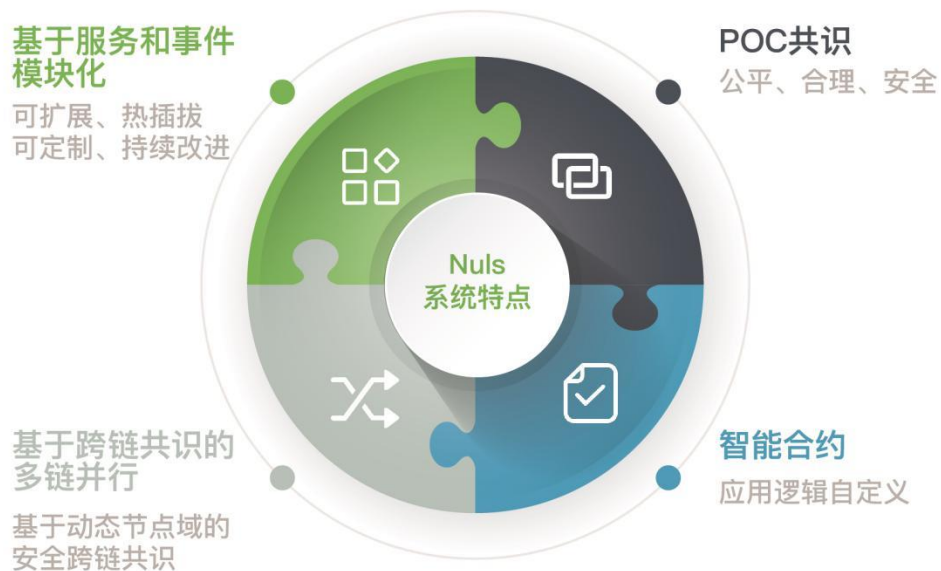 基于服务和事件
模块化
可扩展、热插拔
可定制、持续改进
POC共识
公平、合理、安全
Nuls
系统特点
基于跨链共识的
多链并行
基于动态节点域的
安全跨链共识
智能合约
应用逻辑自定义